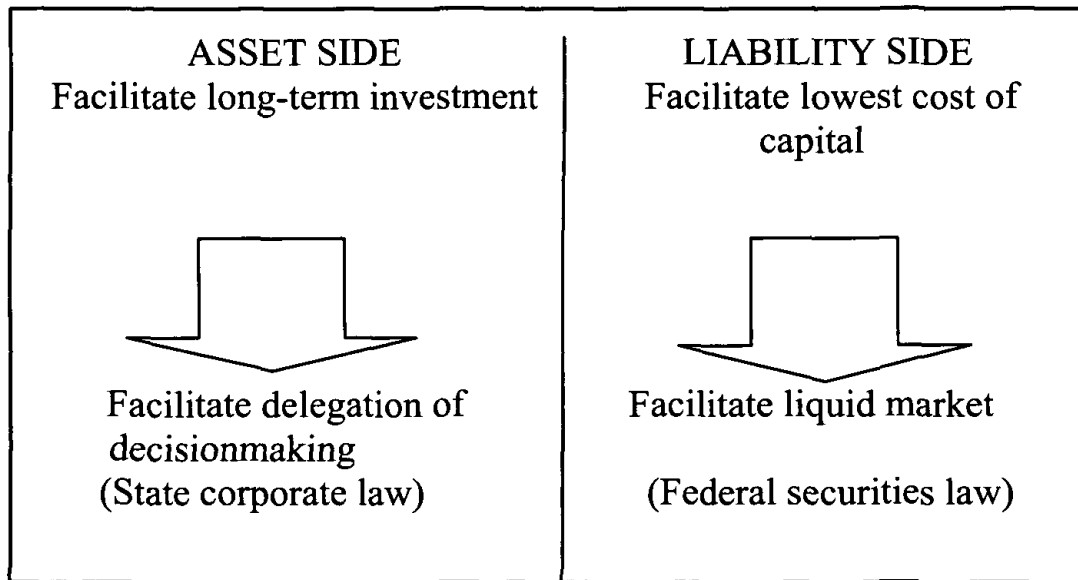 ASSET SIDE
Facilitate long-term investment
Facilitate delegation of
decisionmaking
(State corporate law)
LIABILITY SIDE
Facilitate lowest cost of
capital
Facilitate liquid market
(Federal securities law)